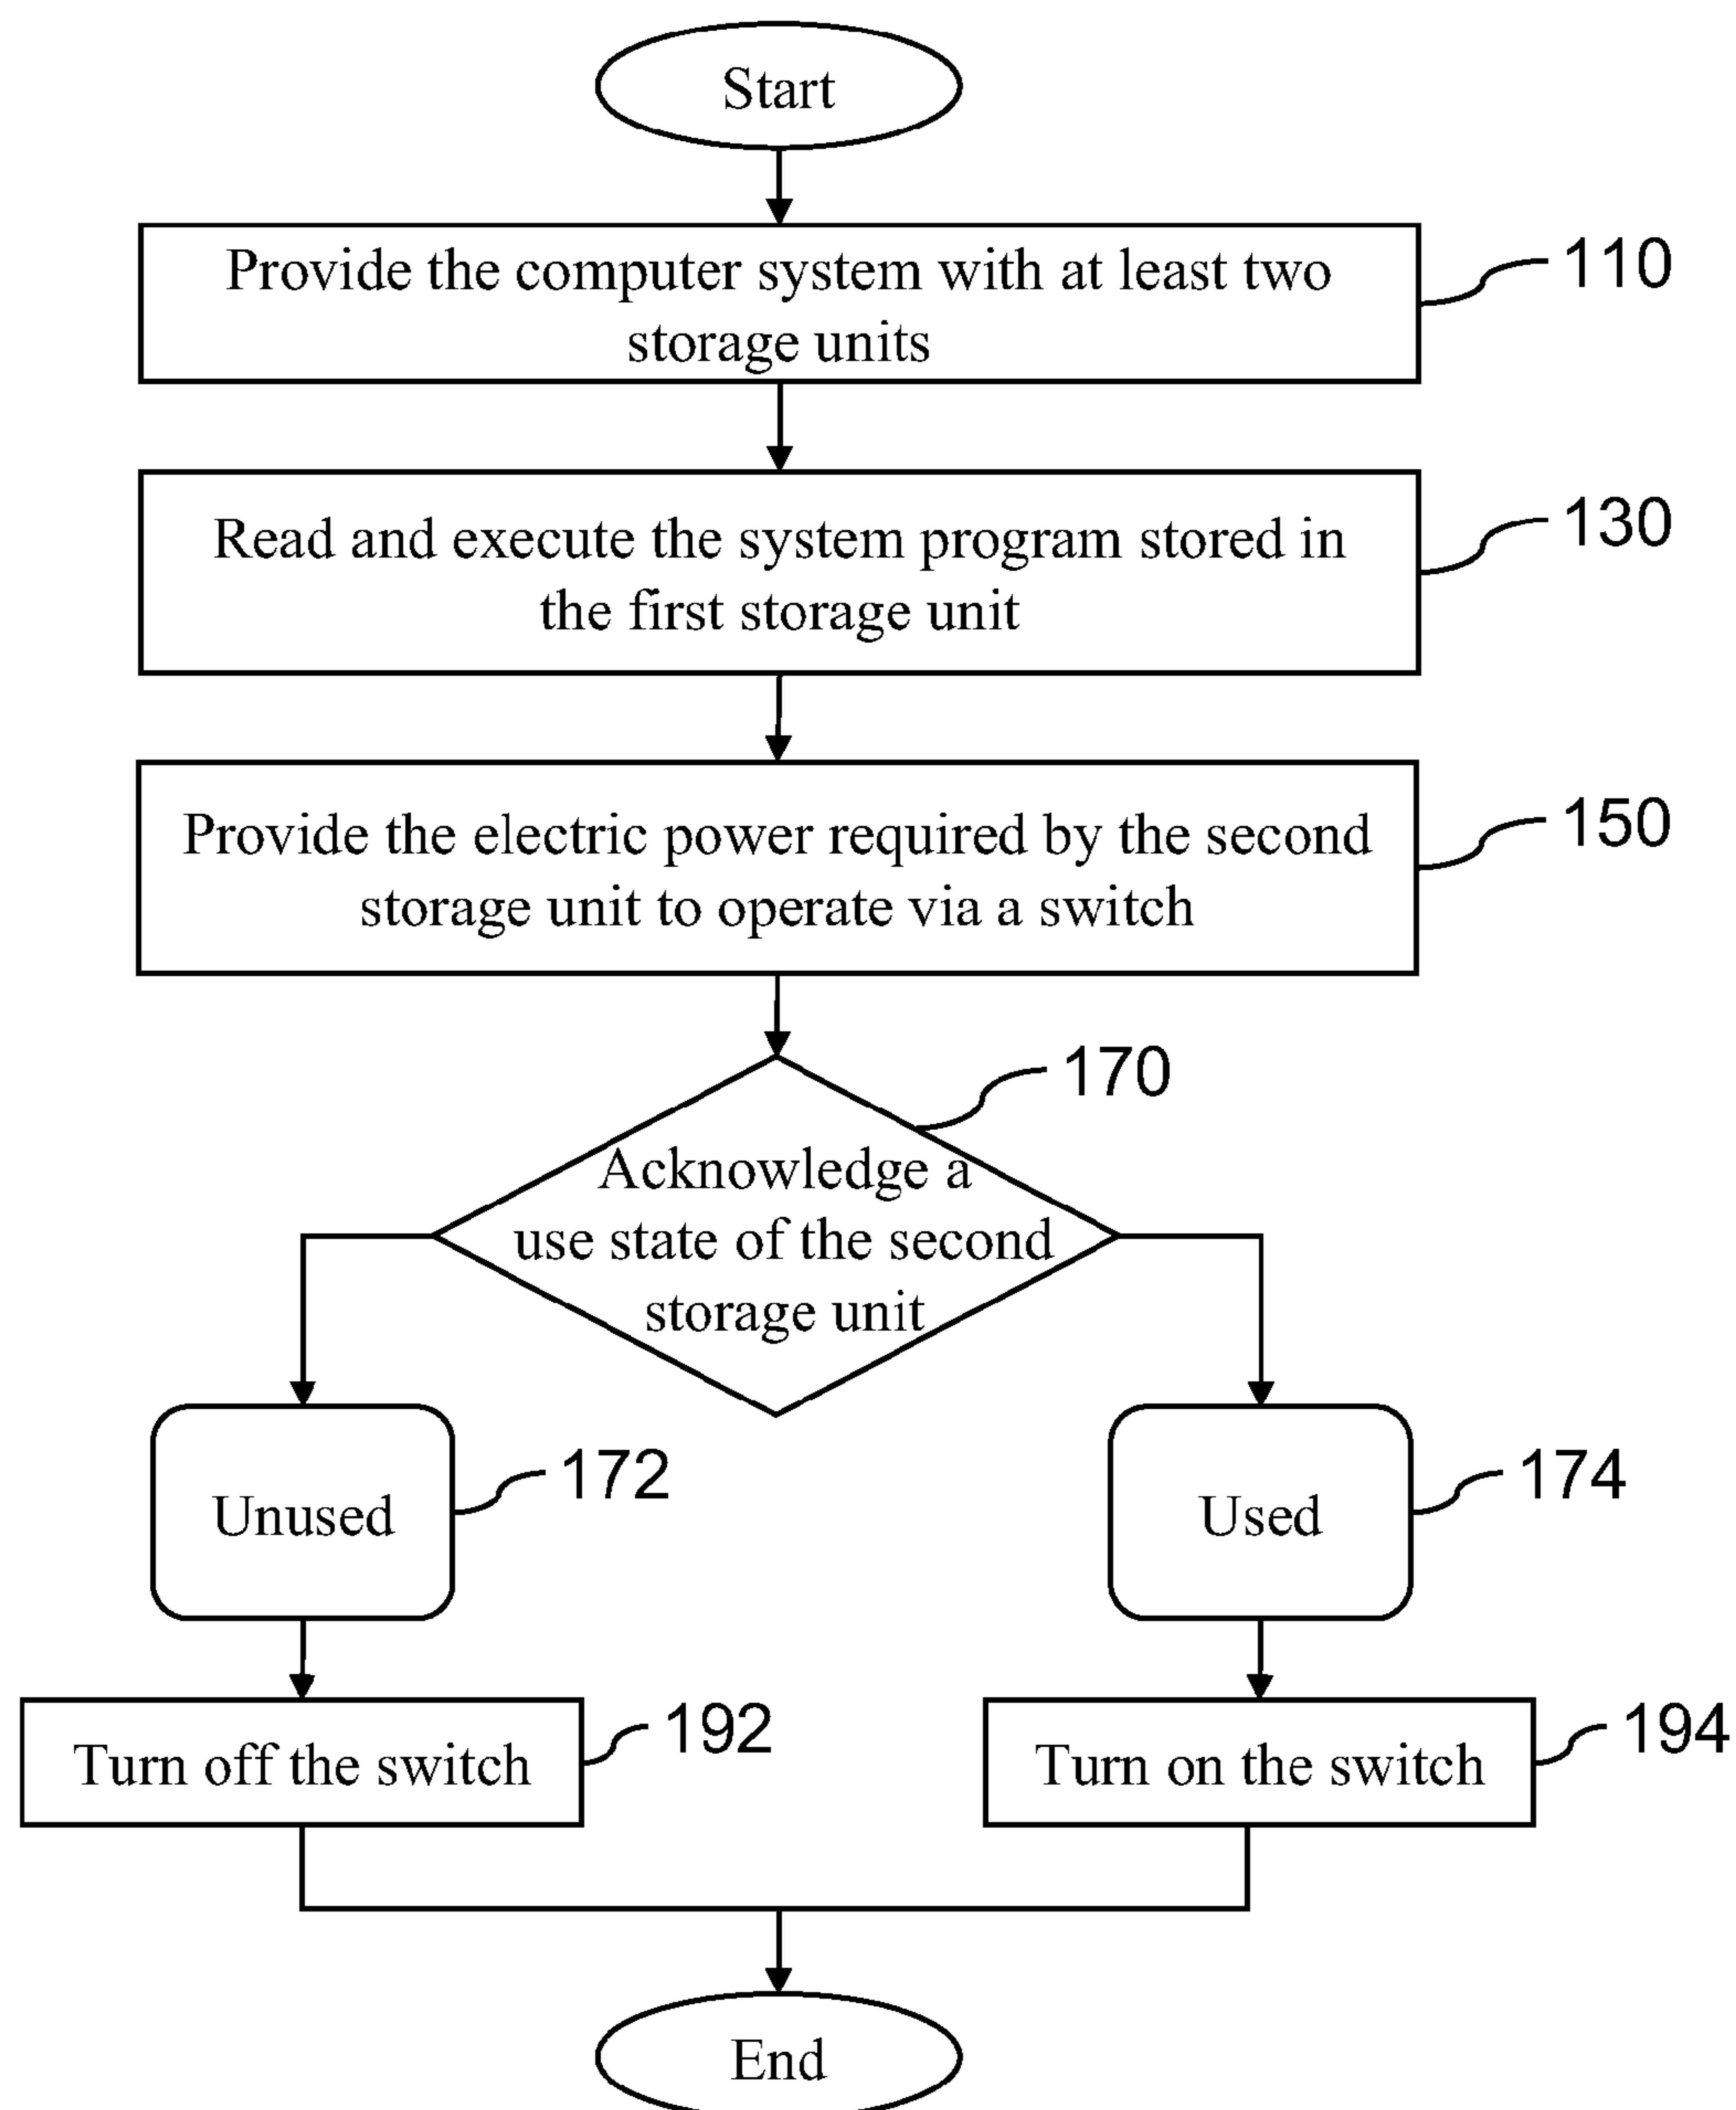 Start
Provide the computer system with at least two
storage units
110
Read and execute the system program stored in
the first storage unit
130
Provide the electric power required by the second
storage unit to operate via a switch
150
170
Acknowledge a
use state of the second
storage unit
Unused
172
Used
174
Turn off the switch
192
Turn on the switch
194
End